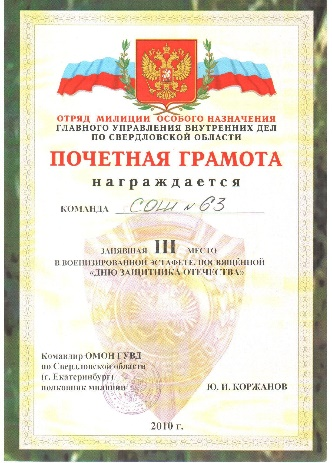 ОТРЯД МИЛИЦИИ ОСОБОГО НАЗНАЧЕНИЯ
ГЛАВНОГО УПРАВЛЕНИЯ ВНУТРЕННИХ ДЕЛ
ПО СВЕРДЛОВСКОЙ ОБЛАСТИ
ПОЧЕТНАЯ ГРАМОТА
награждается
КОМАНДА СОШ № 63
ЗАНЯВШАЯ III МЕСТО
В ВОЕНИЗИРОВАННОЙ ЭСТАФЕТЕ, ПОСВЯЩЁННОЙ
«ДНЮ ЗАЩИТНИКА ОТЕЧЕСТВА»
Командир ОМОН ГУВД
по Свердловской области
(г. Екатеринбург)
полковник милиции Ю. И. КОРЖАНОВ
2010 г.